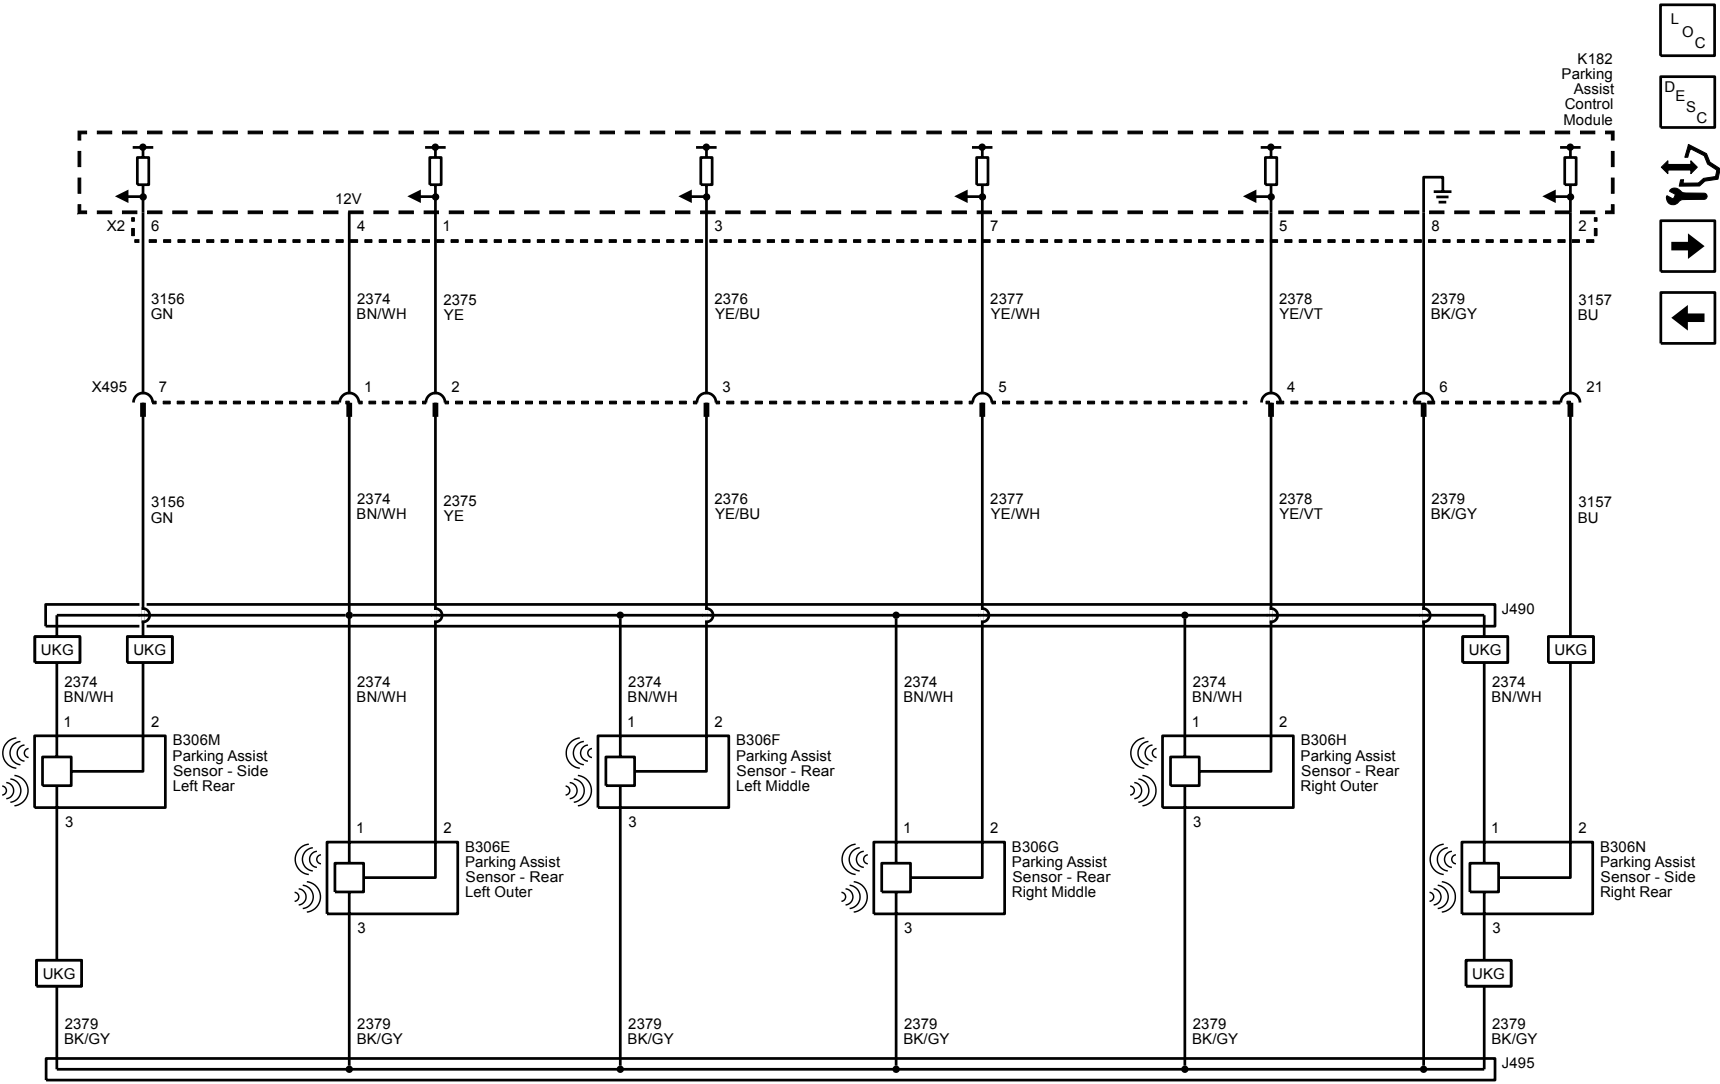 L
O
C
D
E
S
C
K182
Parking
Assist
Control
Module
12V
X2
6
4
1
3
7
5
8
2
3156
GN
2374
BN/WH
2375
YE
2376
YE/BU
2377
YE/WH
2378
YE/VT
2379
BK/GY
3157
BU
X495
7
1
2
3
5
4
6
21
3156
GN
2374
BN/WH
2375
YE
2376
YE/BU
2377
YE/WH
2378
YE/VT
2379
BK/GY
3157
BU
J490
UKG
UKG
UKG
UKG
2374
BN/WH
2374
BN/WH
2374
BN/WH
2374
BN/WH
2374
BN/WH
2374
BN/WH
1
2
B306M
Parking Assist
Sensor - Side
Left Rear
3
1
2
B306F
Parking Assist
Sensor - Rear
Left Middle
3
1
2
B306H
Parking Assist
Sensor - Rear
Right Outer
3
1
2
B306E
Parking Assist
Sensor - Rear
Left Outer
3
1
2
B306G
Parking Assist
Sensor - Rear
Right Middle
3
1
2
B306N
Parking Assist
Sensor - Side
Right Rear
3
UKG
UKG
2379
BK/GY
2379
BK/GY
2379
BK/GY
2379
BK/GY
2379
BK/GY
2379
BK/GY
J495